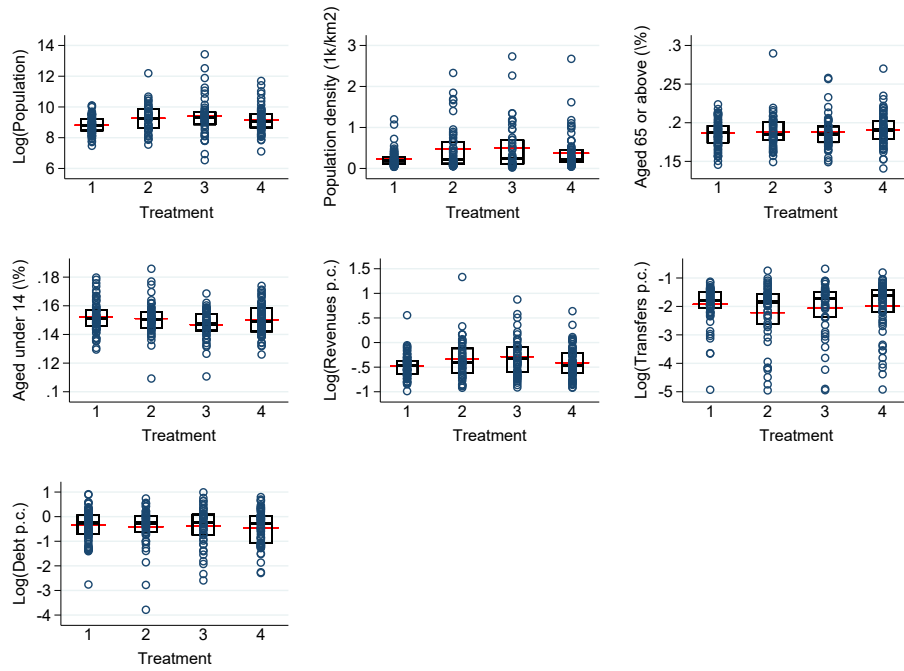 Log(Population)
14
12
10
8
6
1 2 3 4
Treatment
Population density (1k/km2)
3
2
1
0
1 2 3 4
Treatment
Aged 65 or above (\%)
.3
.25
.2
.15
1 2 3 4
Treatment
Aged under 14 (\%)
.18
.16
.14
.12
.1
1 2 3 4
Treatment
Log(Revenues p.c.)
1.5
1
.5
0
-.5
-1
1 2 3 4
Treatment
Log(Transfers p.c.)
-1
-2
-3
-4
-5
1 2 3 4
Treatment
Log(Debt p.c.)
1
0
-1
-2
-3
-4
1 2 3 4
Treatment